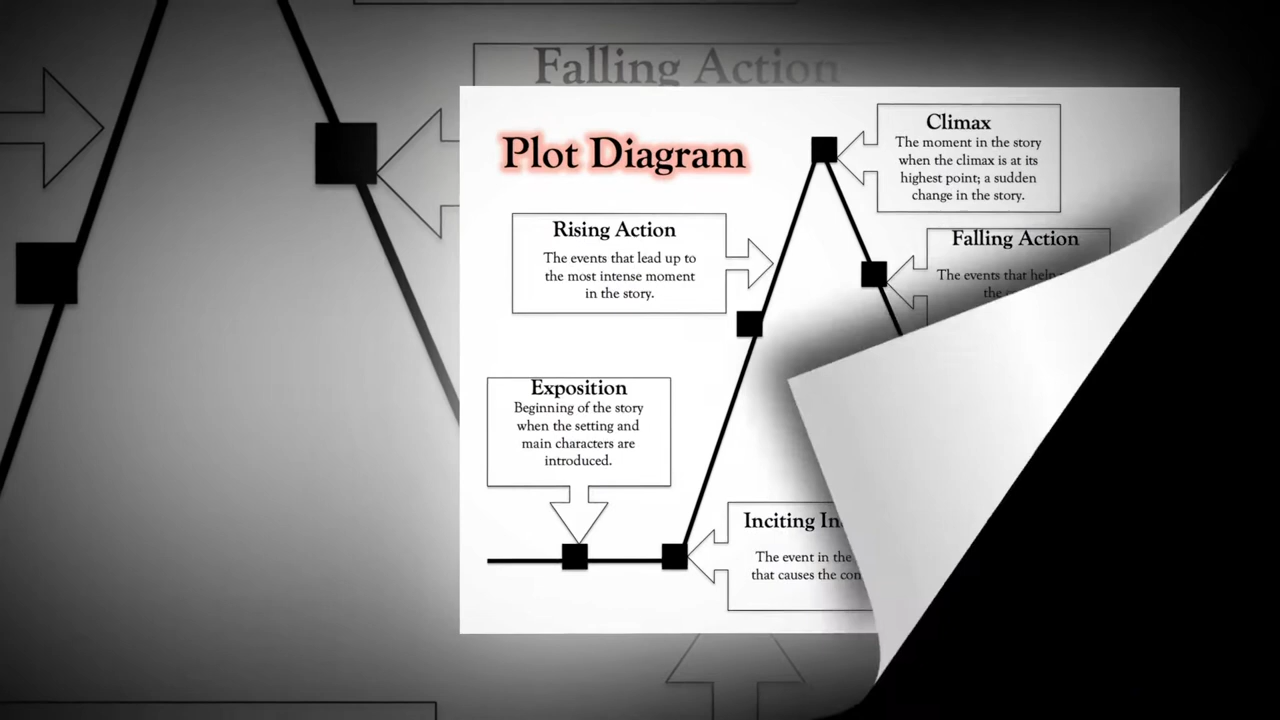 Falling Action
Plot Diagram
Climax
The moment in the story
when the climax is at its
highest point; a sudden
change in the story.
Rising Action
The events that lead up to
the most intense moment
in the story.
Falling Action
The events that help
the
Exposition
Beginning of the story
when the setting and
main characters are
introduced.
Inciting
The event in the
that causes the